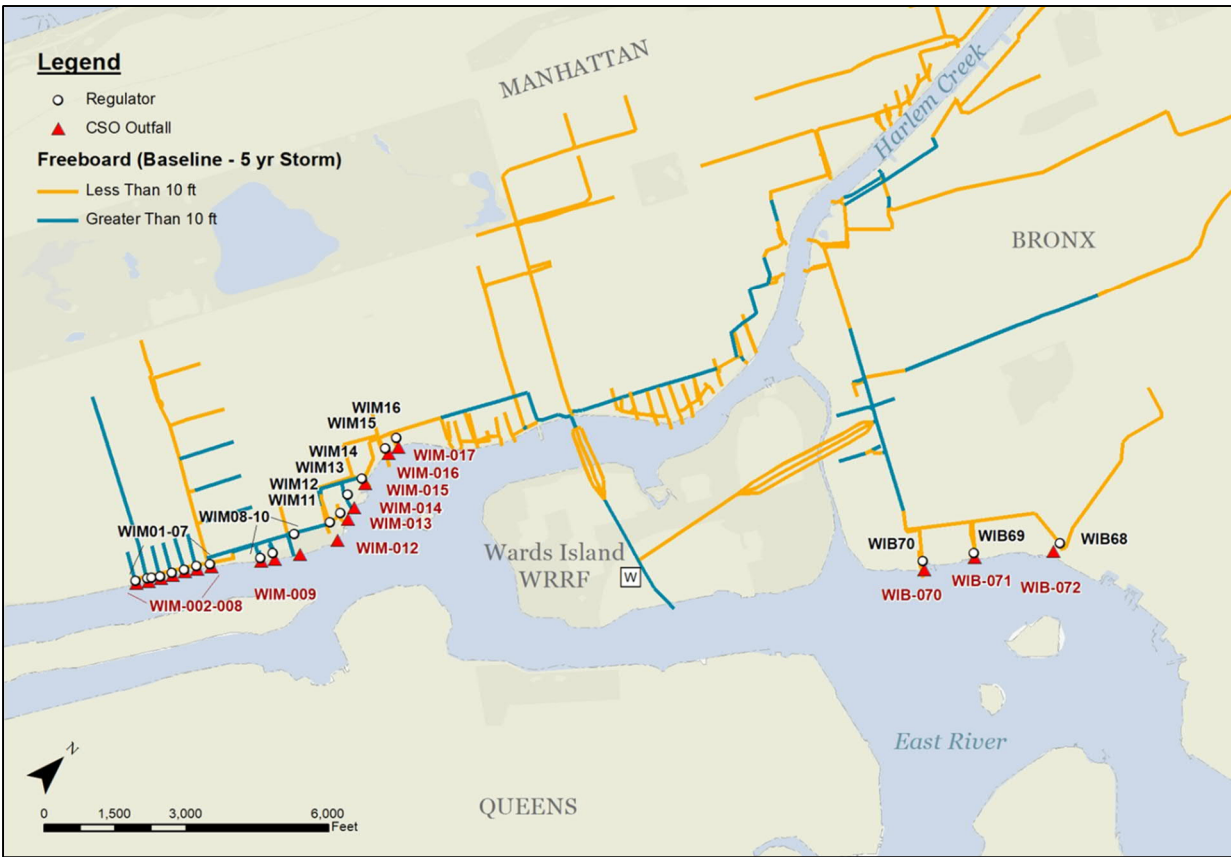 Legend
Regulator
CSO Outfall
Freeboard (Baseline - 5 yr Storm)
Less Than 10 ft
Greater Than 10 ft
MANHATTAN
Harlem Creek
BRONX
WIM16
WIM15
WIM14
WIM13
WIM12
WIM11
WIM08-10
WIM01-07
WIM-017
WIM-016
WIM-015
WIM-014
WIM-013
WIM-012
WIM-009
WIM-002-008
Wards Island
WRRF
W
WIB70
WIB69
WIB68
WIB-070
WIB-071
WIB-072
East River
QUEENS
N
0 1,500 3,000 6,000
Feet